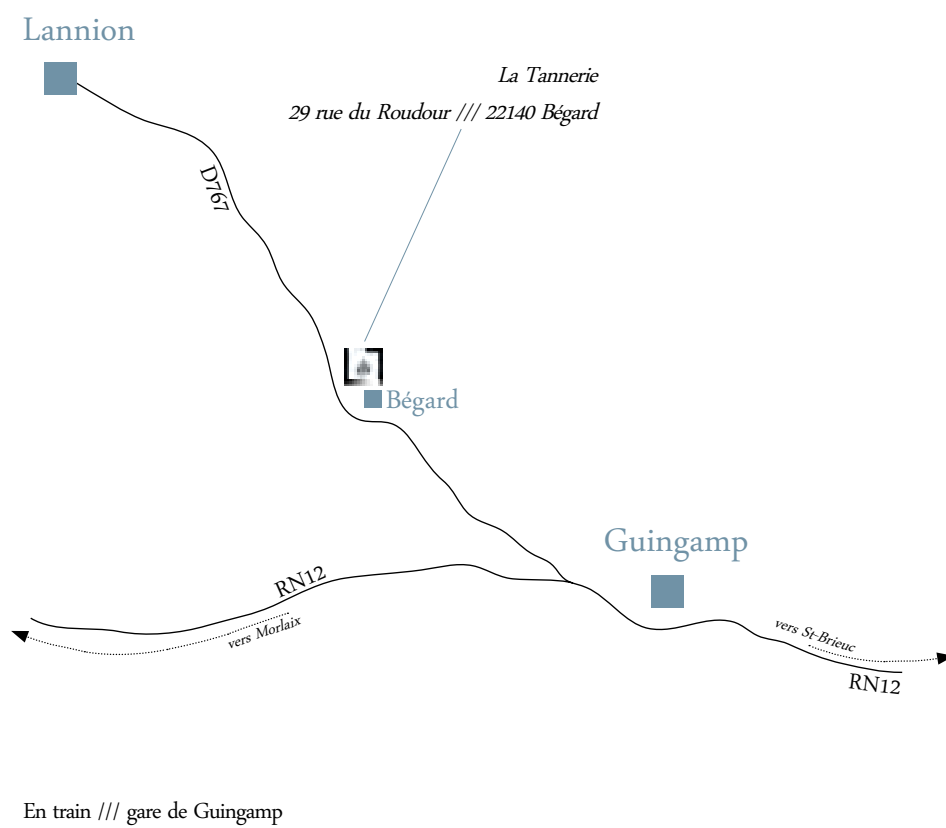 Lannion
La Tannerie
29 rue du Roudour /// 22140 Bégard
D767
Bégard
Guingamp
RN12
vers Morlaix
vers St-Brieuc
RN12
En train /// gare de Guingamp